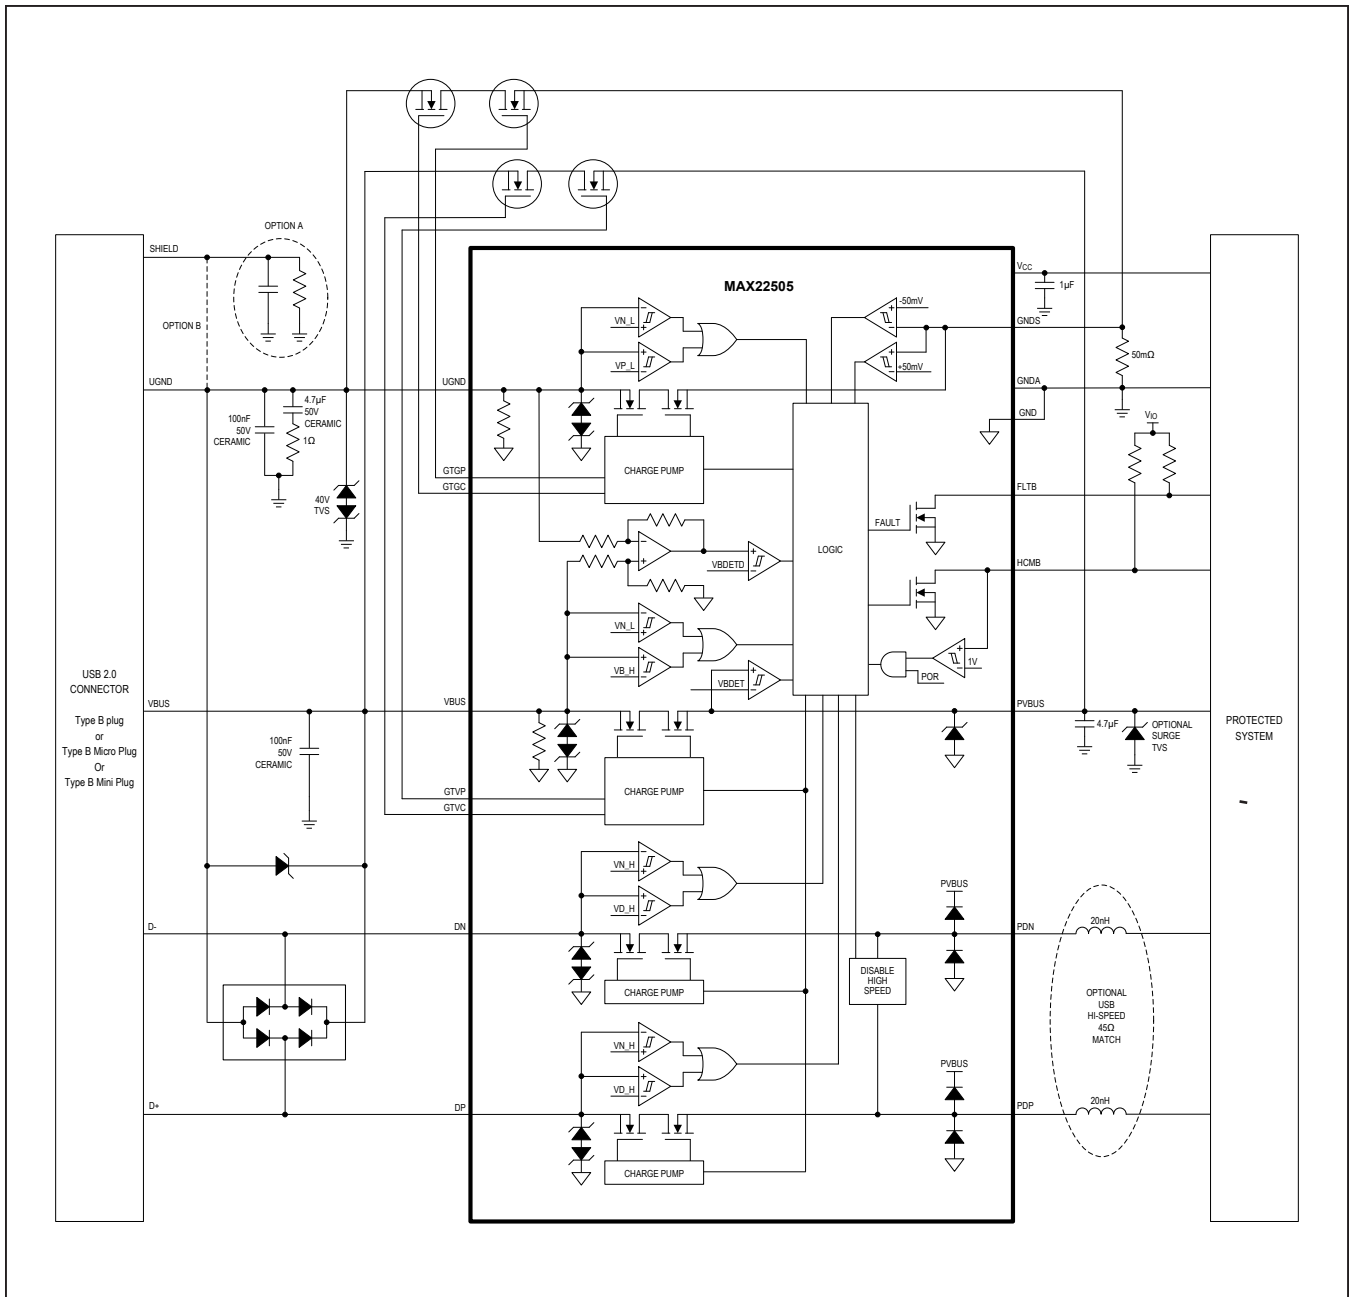 OPTION A
SHIELD
MAX22505
VCC
1µF
-50mV
VN_L
OPTION B
GNDS
50mΩ
VP_L
+50mV
UGND
UGND
GNDA
4.7µF
50V
CERAMIC
100nF
50V
CERAMIC
1Ω
GND
VIO
CHARGE PUMP
GTGP
GTGC
40V
TVS
FLTB
FAULT
LOGIC
VBDETD
HCMB
VN_L
1V
VB_H
POR
VBDET
USB 2.0
CONNECTOR
Type B plug
or
Type B Micro Plug
Or
Type B Mini Plug
VBUS
VBUS
PVBUS
4.7µF
OPTIONAL
SURGE
TVS
PROTECTED
SYSTEM
100nF
50V
CERAMIC
CHARGE PUMP
GTVP
GTVC
VN_H
VD_H
PVBUS
D-
DN
PDN
20nH
DISABLE
HIGH
SPEED
CHARGE PUMP
OPTIONAL
USB
HI-SPEED
45Ω
MATCH
VN_H
VD_H
PVBUS
D+
DP
PDP
20nH
CHARGE PUMP